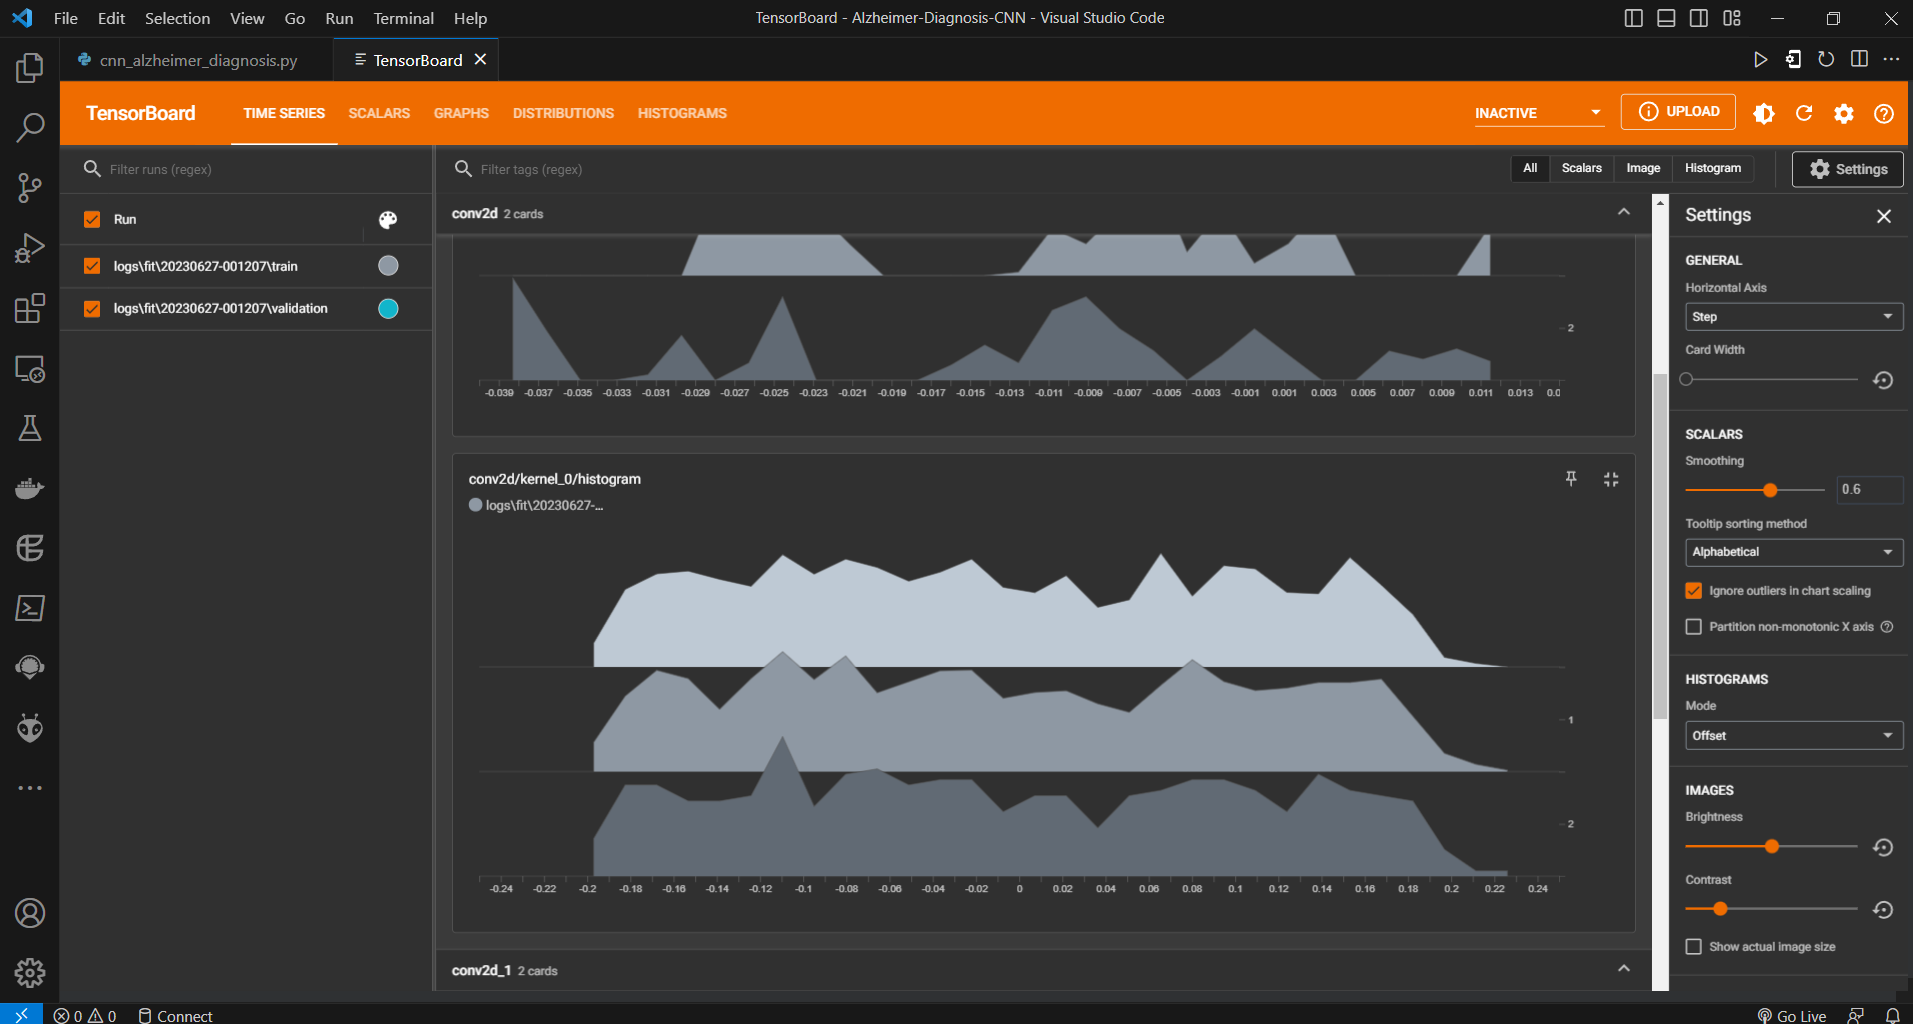 File Edit Selection View Go Run Terminal Help
TensorBoard - Alzheimer-Diagnosis-CNN - Visual Studio Code
cnn_alzheimer_diagnosis.py
TensorBoard
TensorBoard
TIME SERIES SCALARS GRAPHS DISTRIBUTIONS HISTOGRAMS
INACTIVE
UPLOAD
Filter runs (regex)
Filter tags (regex)
All Scalars Image Histogram
Settings
Run
logs\fit\20230627-001207\train
logs\fit\20230627-001207\validation
conv2d 2 cards
2
-0.039 -0.037 -0.035 -0.033 -0.031 -0.029 -0.027 -0.025 -0.023 -0.021 -0.019 -0.017 -0.015 -0.013 -0.011 -0.009 -0.007 -0.005 -0.003 -0.001 0.001 0.003 0.005 0.007 0.009 0.011 0.013 0.0
conv2d/kernel_0/histogram
logs\fit\20230627-...
1
2
-0.24 -0.22 -0.2 -0.18 -0.16 -0.14 -0.12 -0.1 -0.08 -0.06 -0.04 -0.02 0 0.02 0.04 0.06 0.08 0.1 0.12 0.14 0.16 0.18 0.2 0.22 0.24
conv2d_1 2 cards
Settings
GENERAL
Horizontal Axis
Step
Card Width
SCALARS
Smoothing
0.6
Tooltip sorting method
Alphabetical
Ignore outliers in chart scaling
Partition non-monotonic X axis
HISTOGRAMS
Mode
Offset
IMAGES
Brightness
Contrast
Show actual image size
0 0 Connect
Go Live